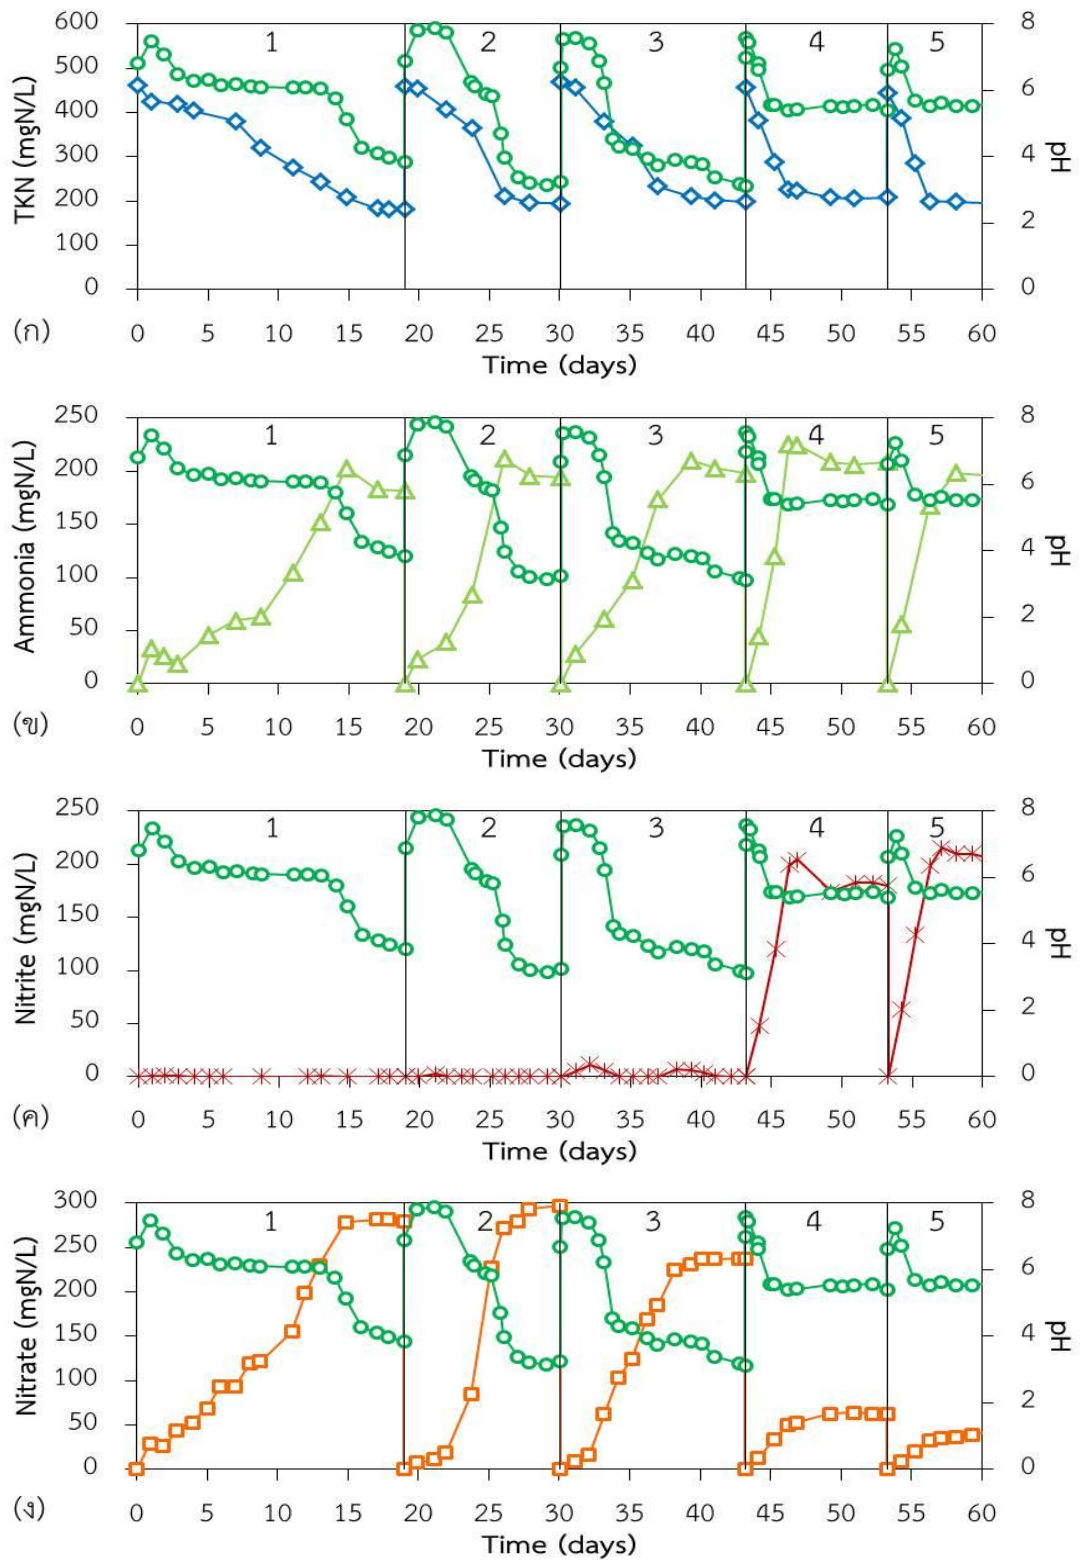 600 500 400 300 200 100 0
TKN (mgN/L)
1 2 3 4 5
8 6 4 2 0
pH
0 5 10 15 20 25 30 35 40 45 50 55 60
Time (days)
(ก)
250 200 150 100 50 0
Ammonia (mgN/L)
1 2 3 4 5
8 6 4 2 0
pH
0 5 10 15 20 25 30 35 40 45 50 55 60
Time (days)
(ข)
250 200 150 100 50 0
Nitrite (mgN/L)
1 2 3 4 5
8 6 4 2 0
pH
0 5 10 15 20 25 30 35 40 45 50 55 60
Time (days)
(ค)
300 250 200 150 100 50 0
Nitrate (mgN/L)
1 2 3 4 5
8 6 4 2 0
pH
0 5 10 15 20 25 30 35 40 45 50 55 60
Time (days)
(ง)